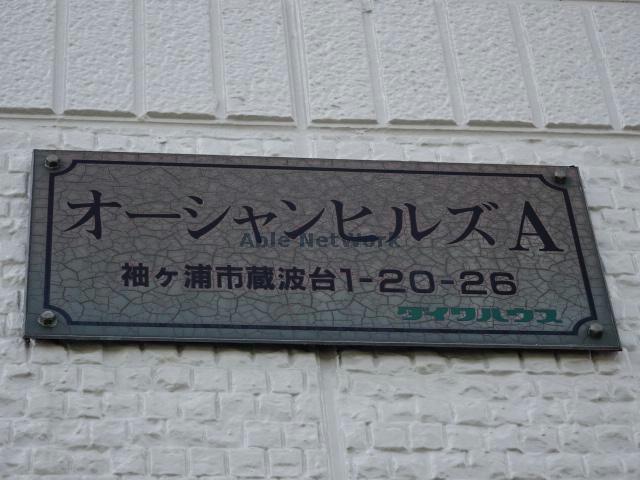 オーシャンヒルズA
Able Network
袖ヶ浦市蔵波台1-20-26
ダイワハウス